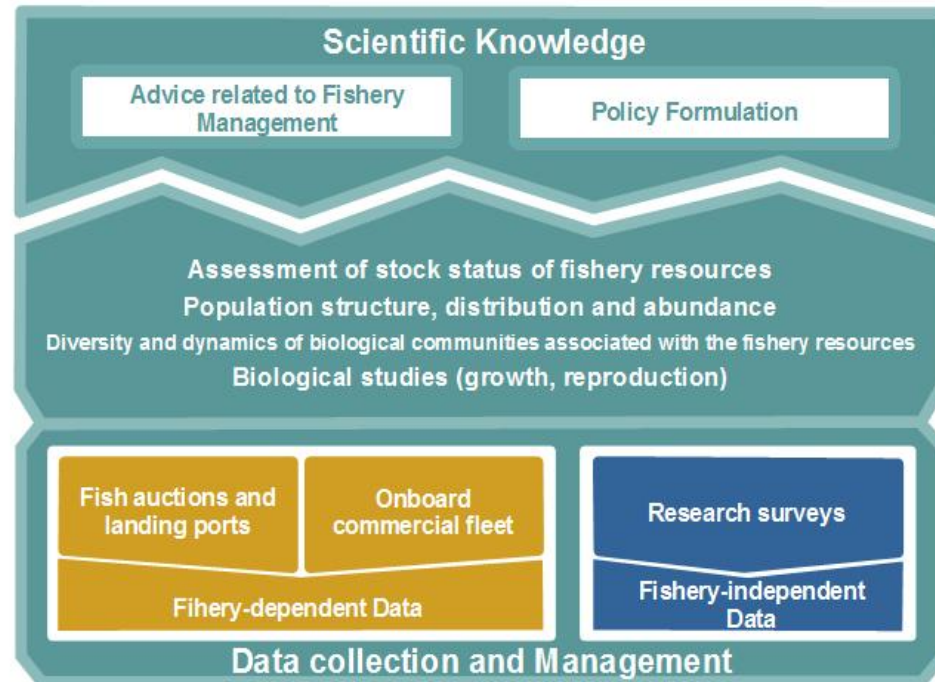 Scientific Knowledge
Advice related to Fishery
Management
Policy Formulation
Assessment of stock status of fishery resources
Population structure, distribution and abundance
Diversity and dynamics of biological communities associated with the fishery resources
Biological studies (growth, reproduction)
Fish auctions and
landing ports
Onboard
commercial fleet
Fihery-dependent Data
Research surveys
Fishery-independent
Data
Data collection and Management